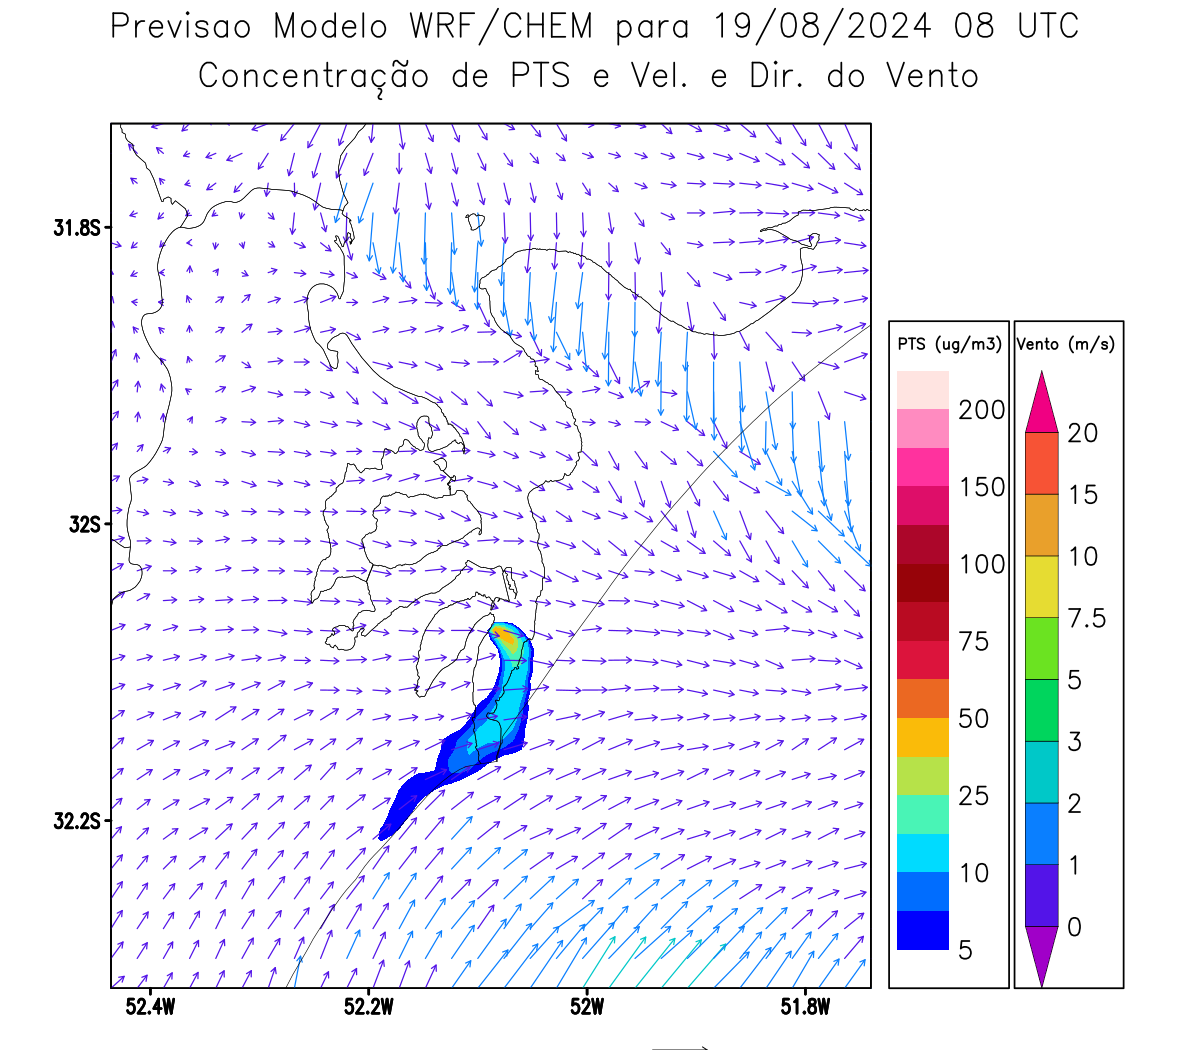 Previsao Modelo WRF/CHEM para 19/08/2024 08 UTC
Concentração de PTS e Vel. e Dir. do Vento
31.8S
32S
32.2S
52.4W 52.2W 52W 51.8W
PTS (ug/m3)
200
150
100
75
50
25
10
5
Vento (m/s)
20
15
10
7.5
5
3
2
1
0